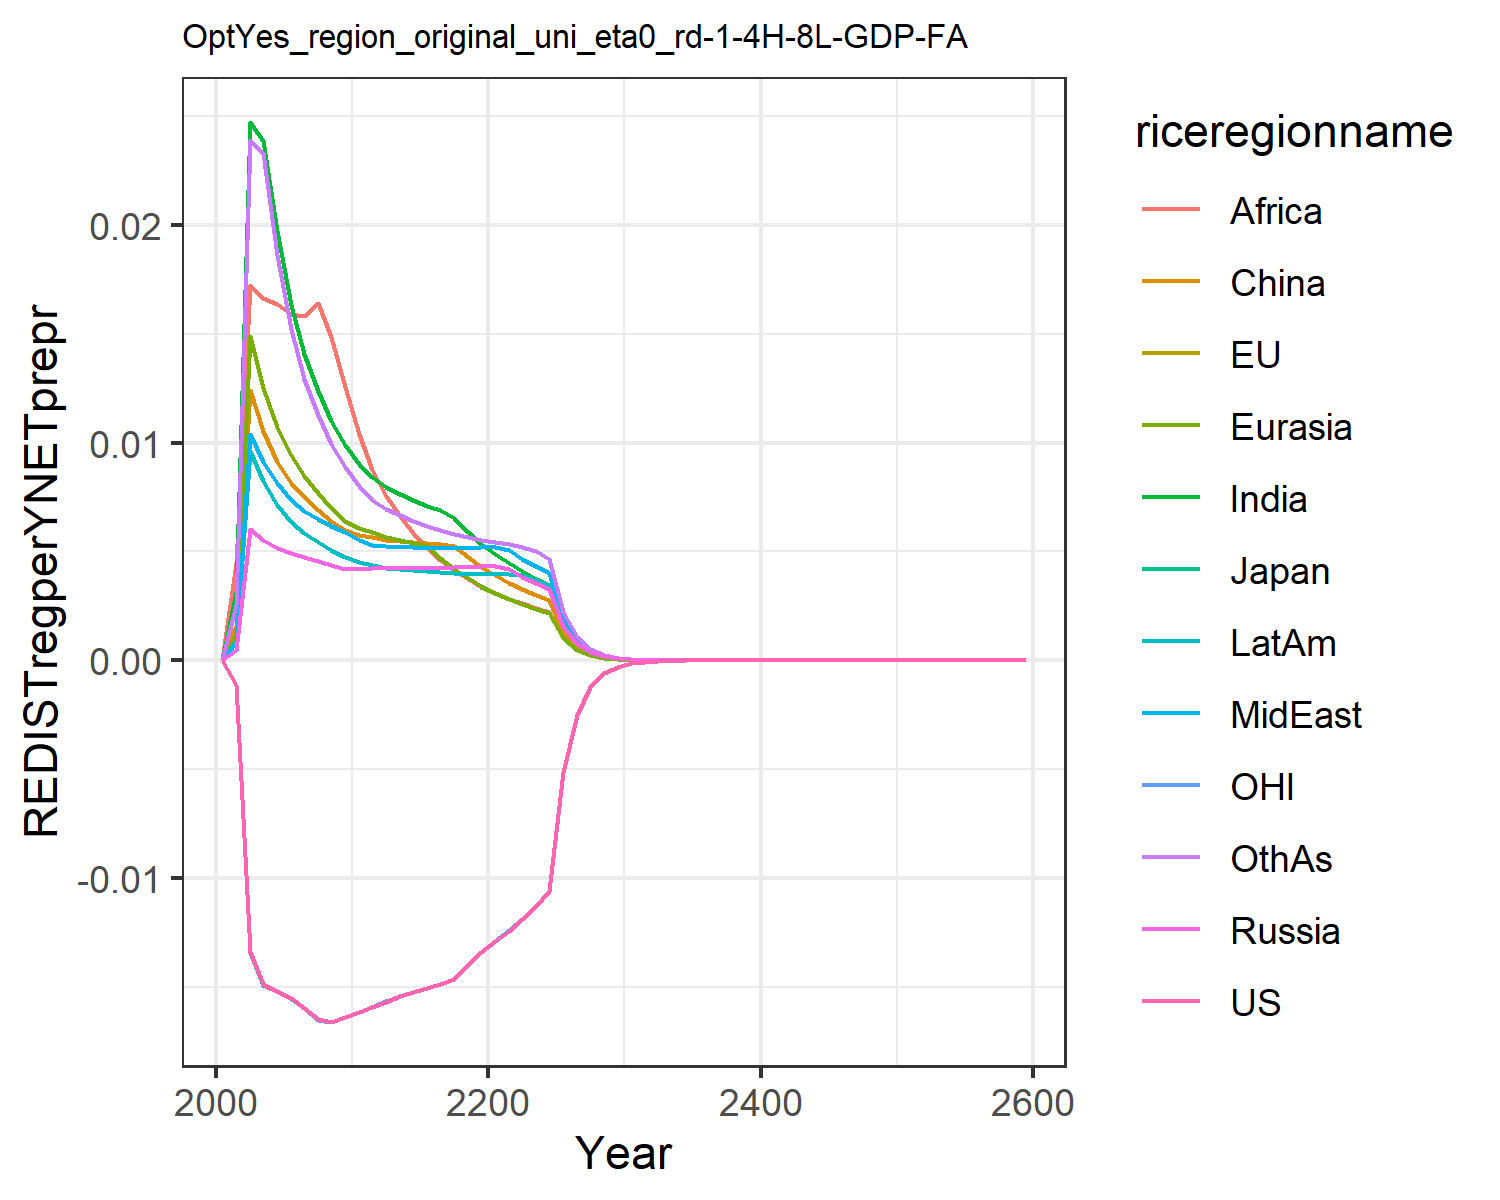 OptYes_region_original_uni_eta0_rd-1-4H-8L-GDP-FA
REDISTregperYNETprepr
0.02
0.01
0.00
-0.01
2000 2200 2400 2600
Year
riceregionname
Africa
China
EU
Eurasia
India
Japan
LatAm
MidEast
OHI
OthAs
Russia
US